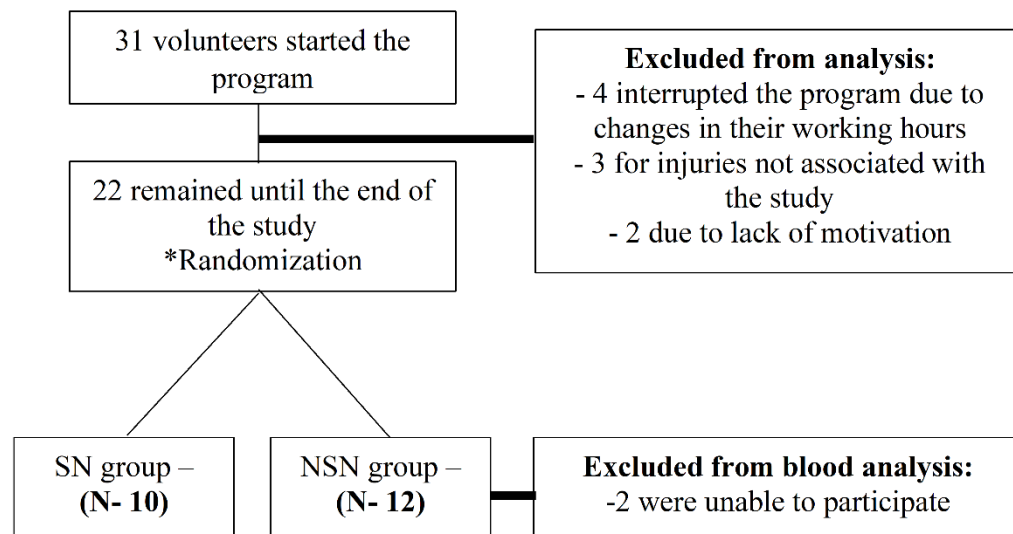 31 volunteers started the
program
Excluded from analysis:
- 4 interrupted the program due to
changes in their working hours
- 3 for injuries not associated with
the study
- 2 due to lack of motivation
22 remained until the end of
the study
*Randomization
SN group –
(N- 10)
NSN group –
(N- 12)
Excluded from blood analysis:
-2 were unable to participate